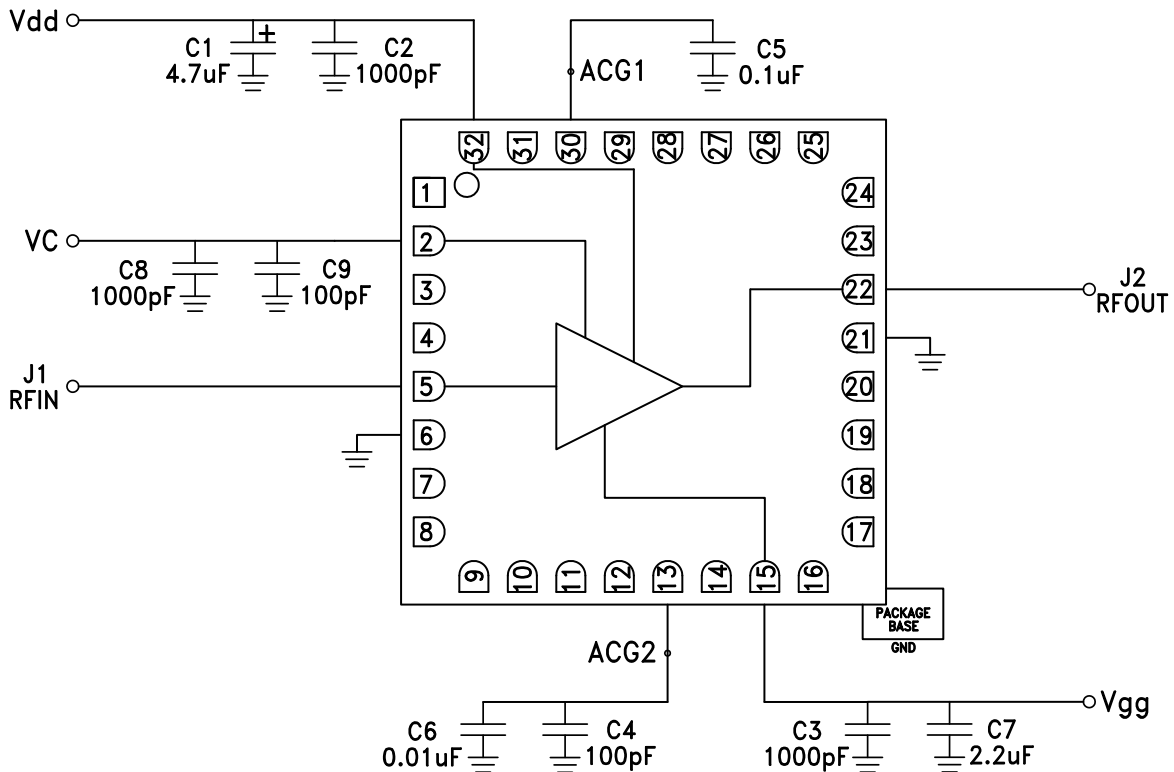 Vdd
C1
+
4.7uF
C2
1000pF
ACG1
C5
0.1uF
32
31
30
29
28
27
26
25
1
24
VC
C8
1000pF
C9
100pF
2
23
3
22
J2
RFOUT
4
21
J1
RFIN
5
20
6
19
7
18
8
17
9
10
11
12
13
14
15
16
PACKAGE
BASE
GND
ACG2
C6
0.01uF
C4
100pF
C3
1000pF
C7
2.2uF
Vgg